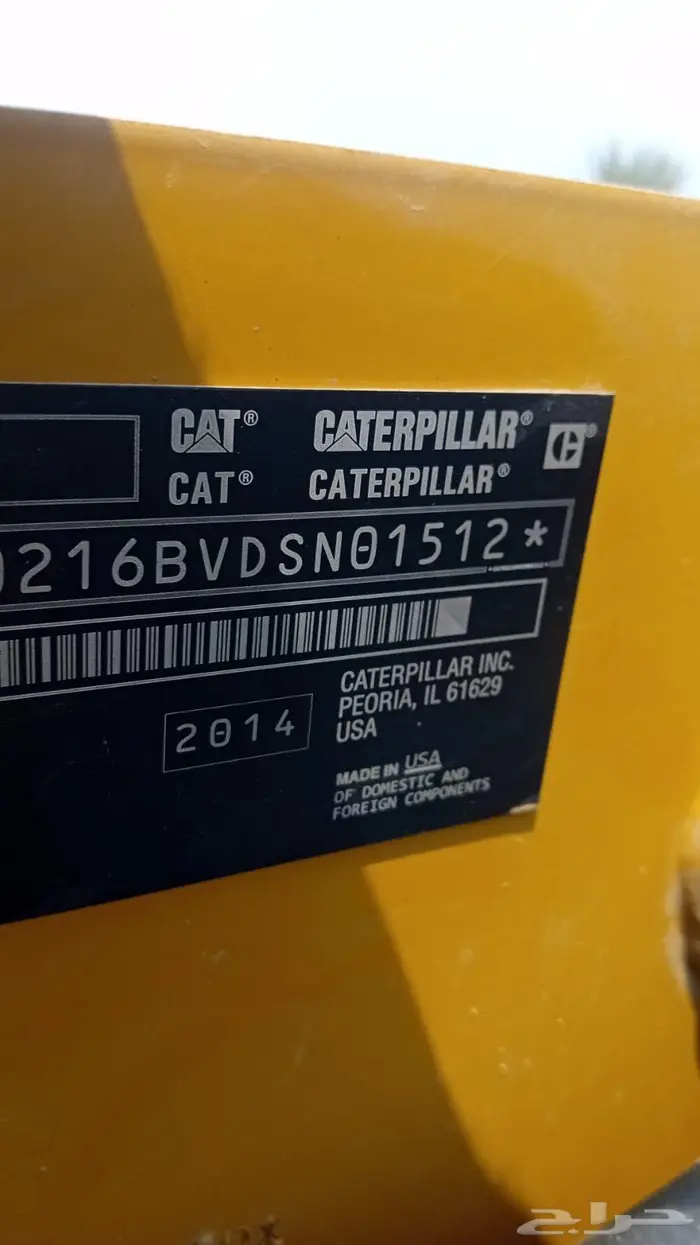 CAT® CATERPILLAR®
CAT® CATERPILLAR®
0216BVDSN01512*
2014
CATERPILLAR INC.
PEORIA, IL 61629
USA
MADE IN USA
OF DOMESTIC AND
FOREIGN COMPONENTS
حراج